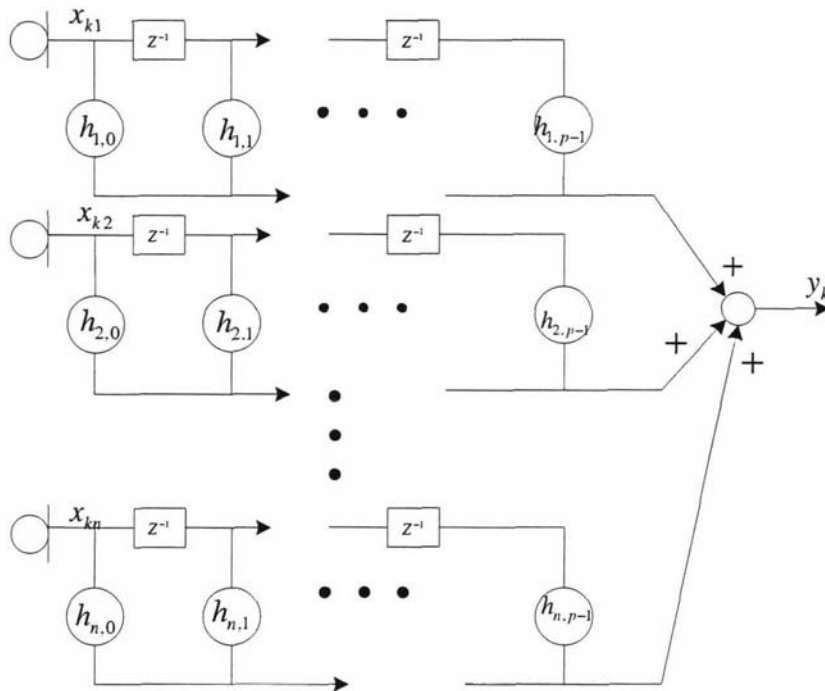 x_{k1}
z⁻¹
z⁻¹
h_{1,0}
h_{1,1}
h_{1,p-1}
x_{k2}
z⁻¹
z⁻¹
h_{2,0}
h_{2,1}
h_{2,p-1}
+
+
+
y_k
x_{kn}
z⁻¹
z⁻¹
h_{n,0}
h_{n,1}
h_{n,p-1}